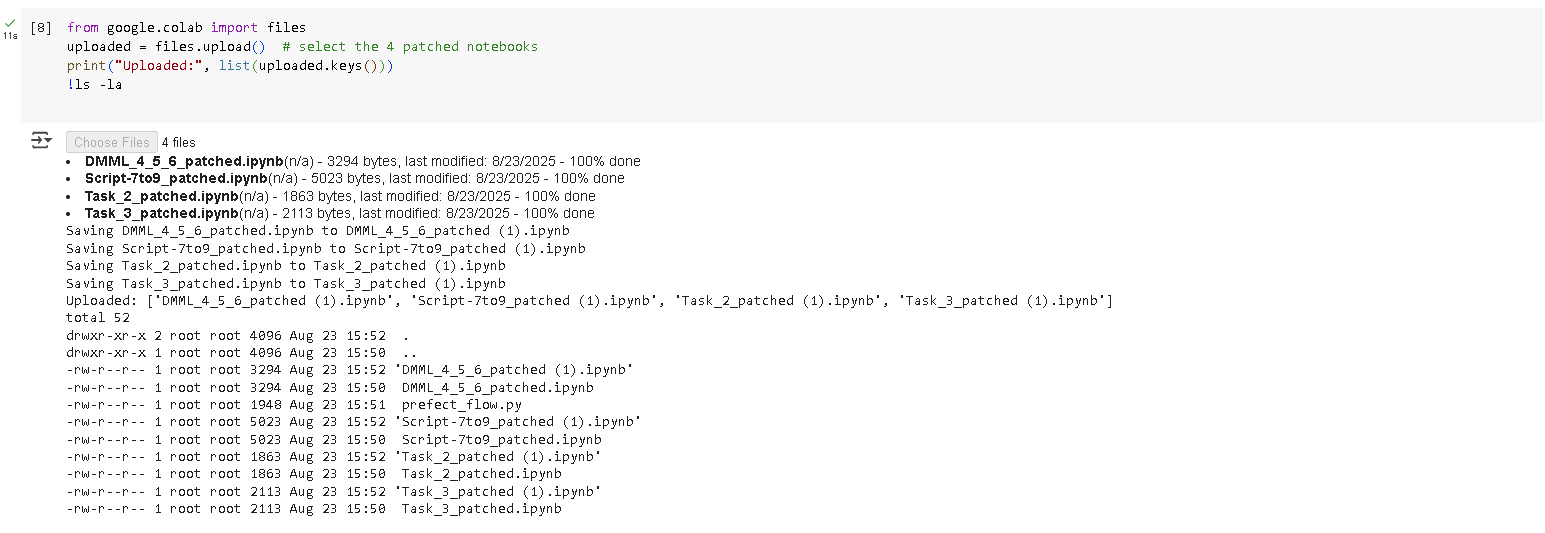 [8] from google.colab import files
11s uploaded = files.upload()  # select the 4 patched notebooks
print("Uploaded:", list(uploaded.keys()))
!ls -la
Choose Files 4 files
• DMML_4_5_6_patched.ipynb(n/a) - 3294 bytes, last modified: 8/23/2025 - 100% done
• Script-7to9_patched.ipynb(n/a) - 5023 bytes, last modified: 8/23/2025 - 100% done
• Task_2_patched.ipynb(n/a) - 1863 bytes, last modified: 8/23/2025 - 100% done
• Task_3_patched.ipynb(n/a) - 2113 bytes, last modified: 8/23/2025 - 100% done
Saving DMML_4_5_6_patched.ipynb to DMML_4_5_6_patched (1).ipynb
Saving Script-7to9_patched.ipynb to Script-7to9_patched (1).ipynb
Saving Task_2_patched.ipynb to Task_2_patched (1).ipynb
Saving Task_3_patched.ipynb to Task_3_patched (1).ipynb
Uploaded: ['DMML_4_5_6_patched (1).ipynb', 'Script-7to9_patched (1).ipynb', 'Task_2_patched (1).ipynb', 'Task_3_patched (1).ipynb']
total 52
drwxr-xr-x 2 root root 4096 Aug 23 15:52  .
drwxr-xr-x 1 root root 4096 Aug 23 15:50  ..
-rw-r--r-- 1 root root 3294 Aug 23 15:52 'DMML_4_5_6_patched (1).ipynb'
-rw-r--r-- 1 root root 3294 Aug 23 15:50  DMML_4_5_6_patched.ipynb
-rw-r--r-- 1 root root 1948 Aug 23 15:51  prefect_flow.py
-rw-r--r-- 1 root root 5023 Aug 23 15:52 'Script-7to9_patched (1).ipynb'
-rw-r--r-- 1 root root 5023 Aug 23 15:50  Script-7to9_patched.ipynb
-rw-r--r-- 1 root root 1863 Aug 23 15:52 'Task_2_patched (1).ipynb'
-rw-r--r-- 1 root root 1863 Aug 23 15:50  Task_2_patched.ipynb
-rw-r--r-- 1 root root 2113 Aug 23 15:52 'Task_3_patched (1).ipynb'
-rw-r--r-- 1 root root 2113 Aug 23 15:50  Task_3_patched.ipynb